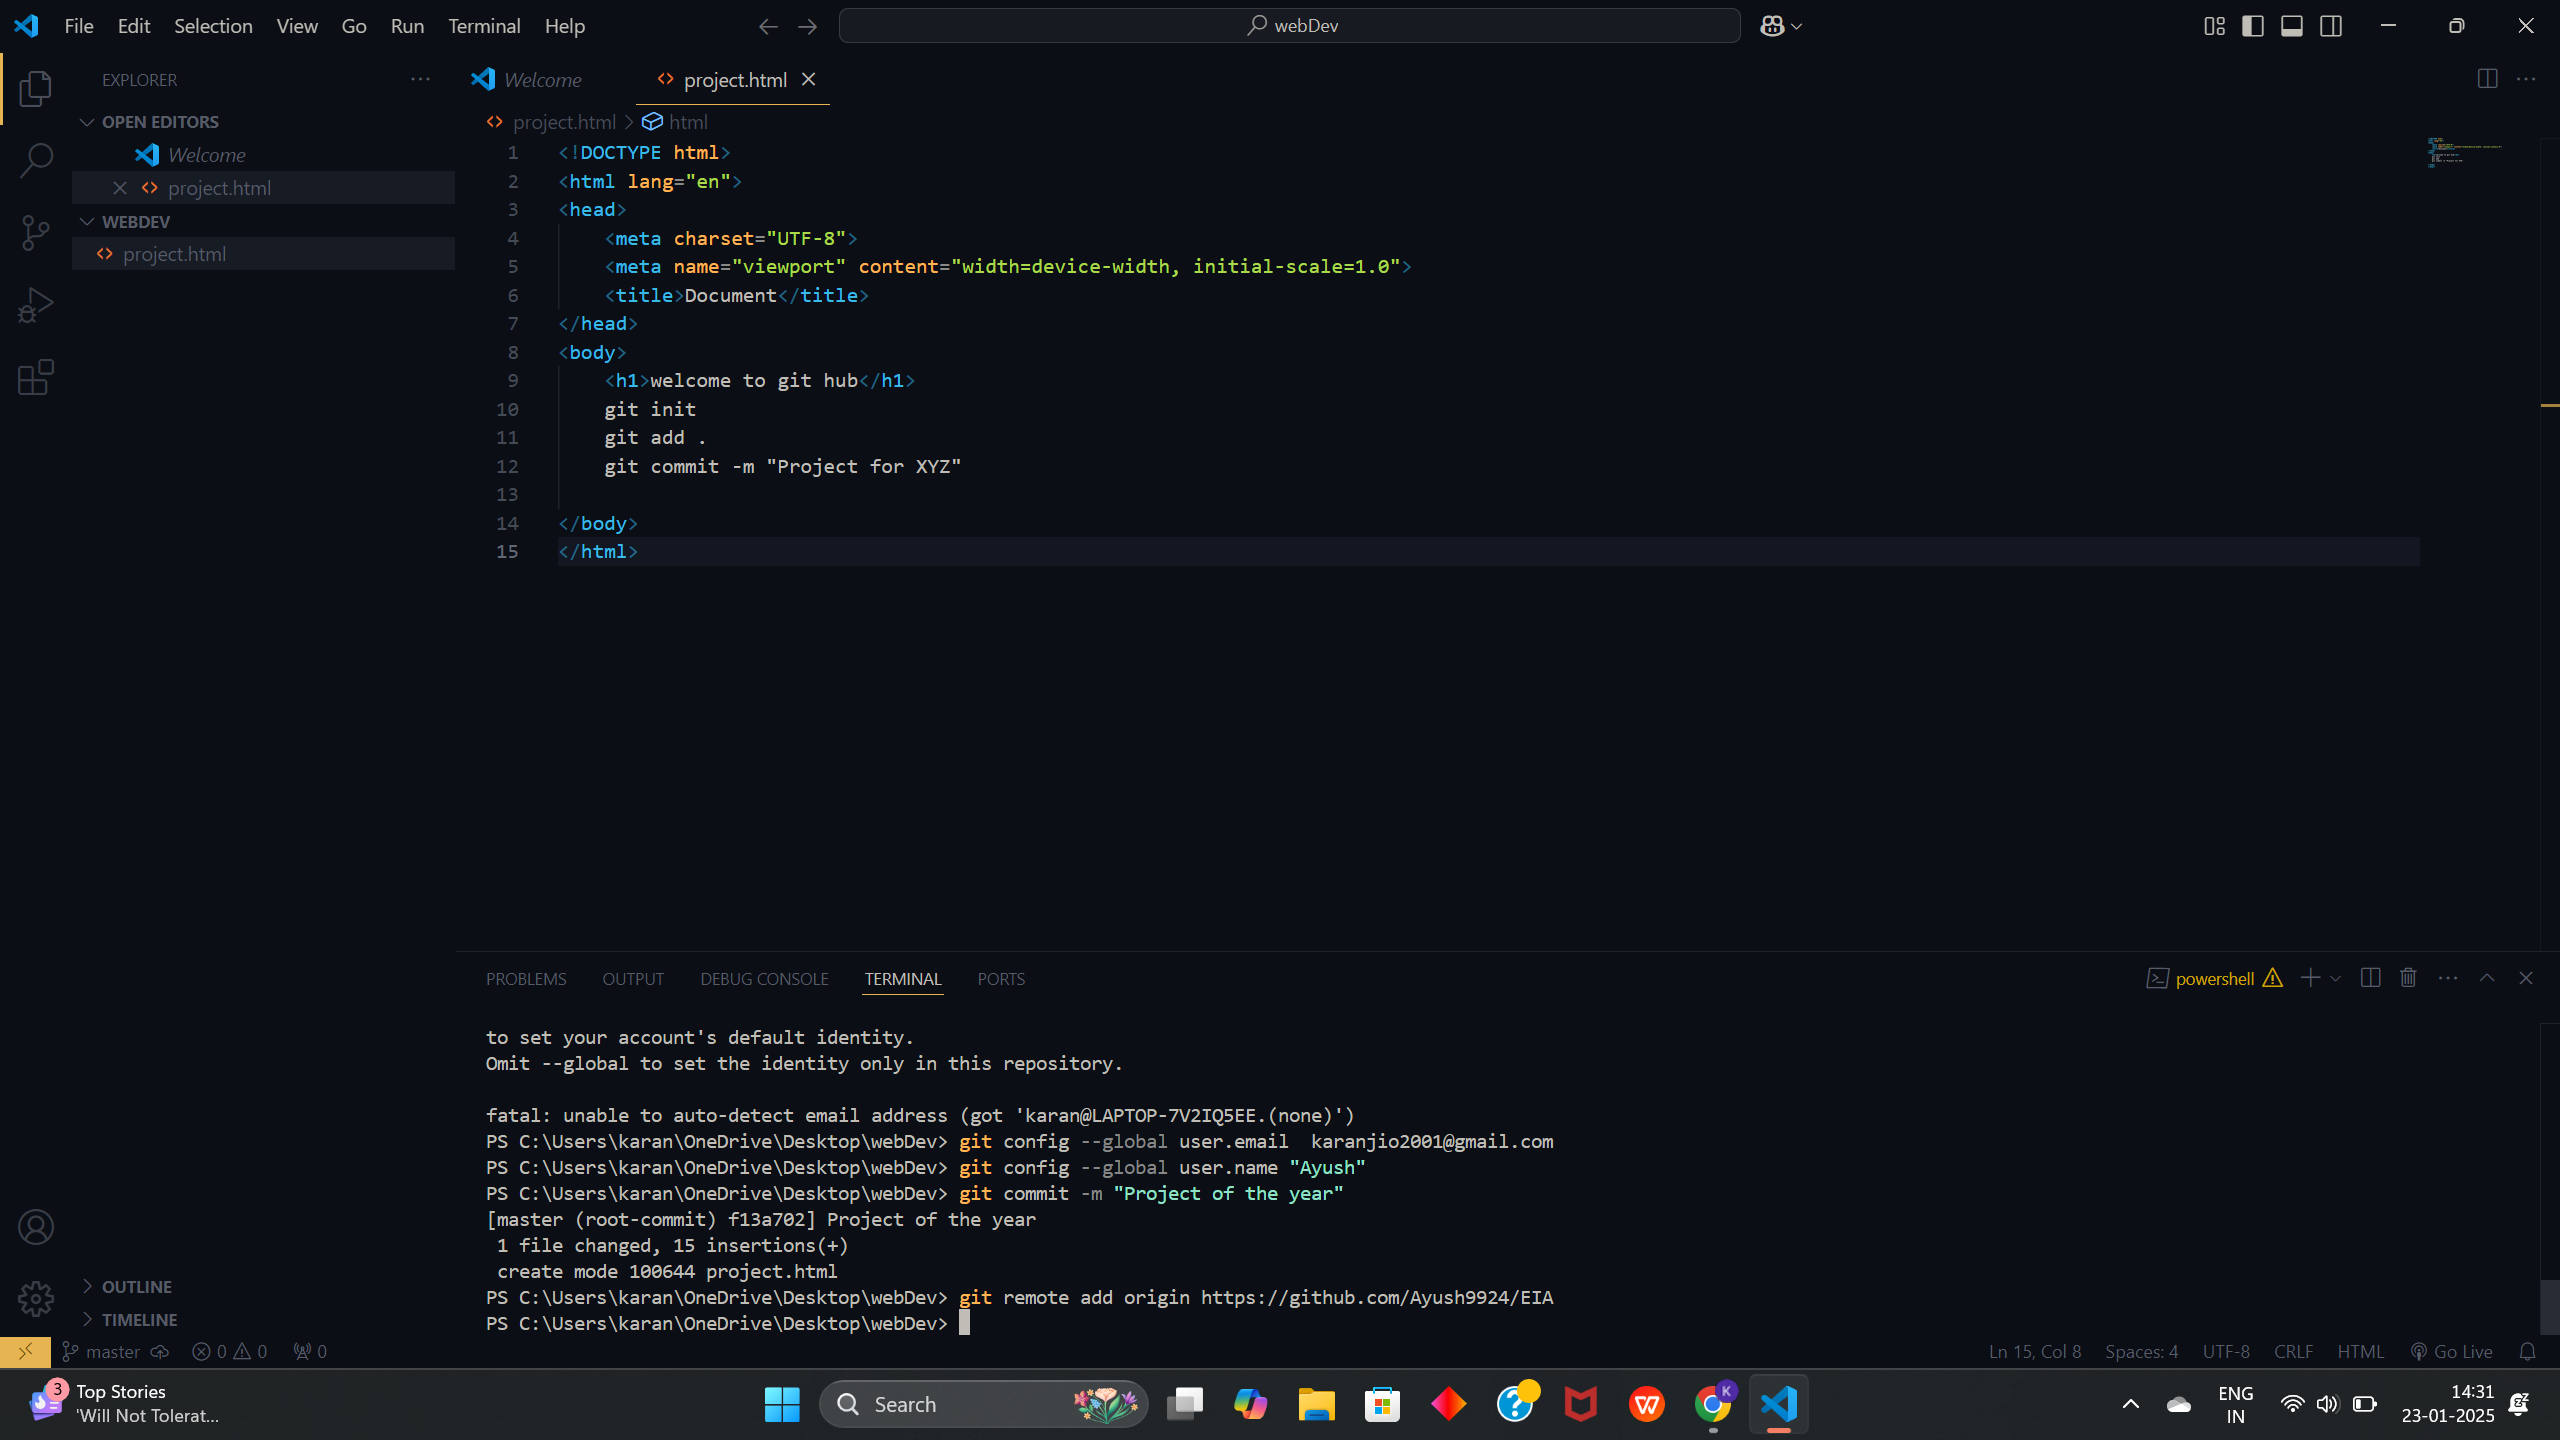 File Edit Selection View Go Run Terminal Help
webDev
EXPLORER
OPEN EDITORS
Welcome
project.html
WEBDEV
project.html
OUTLINE
TIMELINE
Welcome
project.html
project.html > html
1 <!DOCTYPE html>
2 <html lang="en">
3 <head>
4     <meta charset="UTF-8">
5     <meta name="viewport" content="width=device-width, initial-scale=1.0">
6     <title>Document</title>
7 </head>
8 <body>
9     <h1>welcome to git hub</h1>
10     git init
11     git add .
12     git commit -m "Project for XYZ"
13
14 </body>
15 </html>
PROBLEMS OUTPUT DEBUG CONSOLE TERMINAL PORTS
powershell
to set your account's default identity.
Omit --global to set the identity only in this repository.
fatal: unable to auto-detect email address (got 'karan@LAPTOP-7V2IQ5EE.(none)')
PS C:\Users\karan\OneDrive\Desktop\webDev> git config --global user.email  karanjio2001@gmail.com
PS C:\Users\karan\OneDrive\Desktop\webDev> git config --global user.name "Ayush"
PS C:\Users\karan\OneDrive\Desktop\webDev> git commit -m "Project of the year"
[master (root-commit) f13a702] Project of the year
 1 file changed, 15 insertions(+)
 create mode 100644 project.html
PS C:\Users\karan\OneDrive\Desktop\webDev> git remote add origin https://github.com/Ayush9924/EIA
PS C:\Users\karan\OneDrive\Desktop\webDev>
master 0 0 0
Ln 15, Col 8 Spaces: 4 UTF-8 CRLF HTML Go Live
3
Top Stories
'Will Not Tolerat...
Search
K
ENG
IN
14:31
23-01-2025